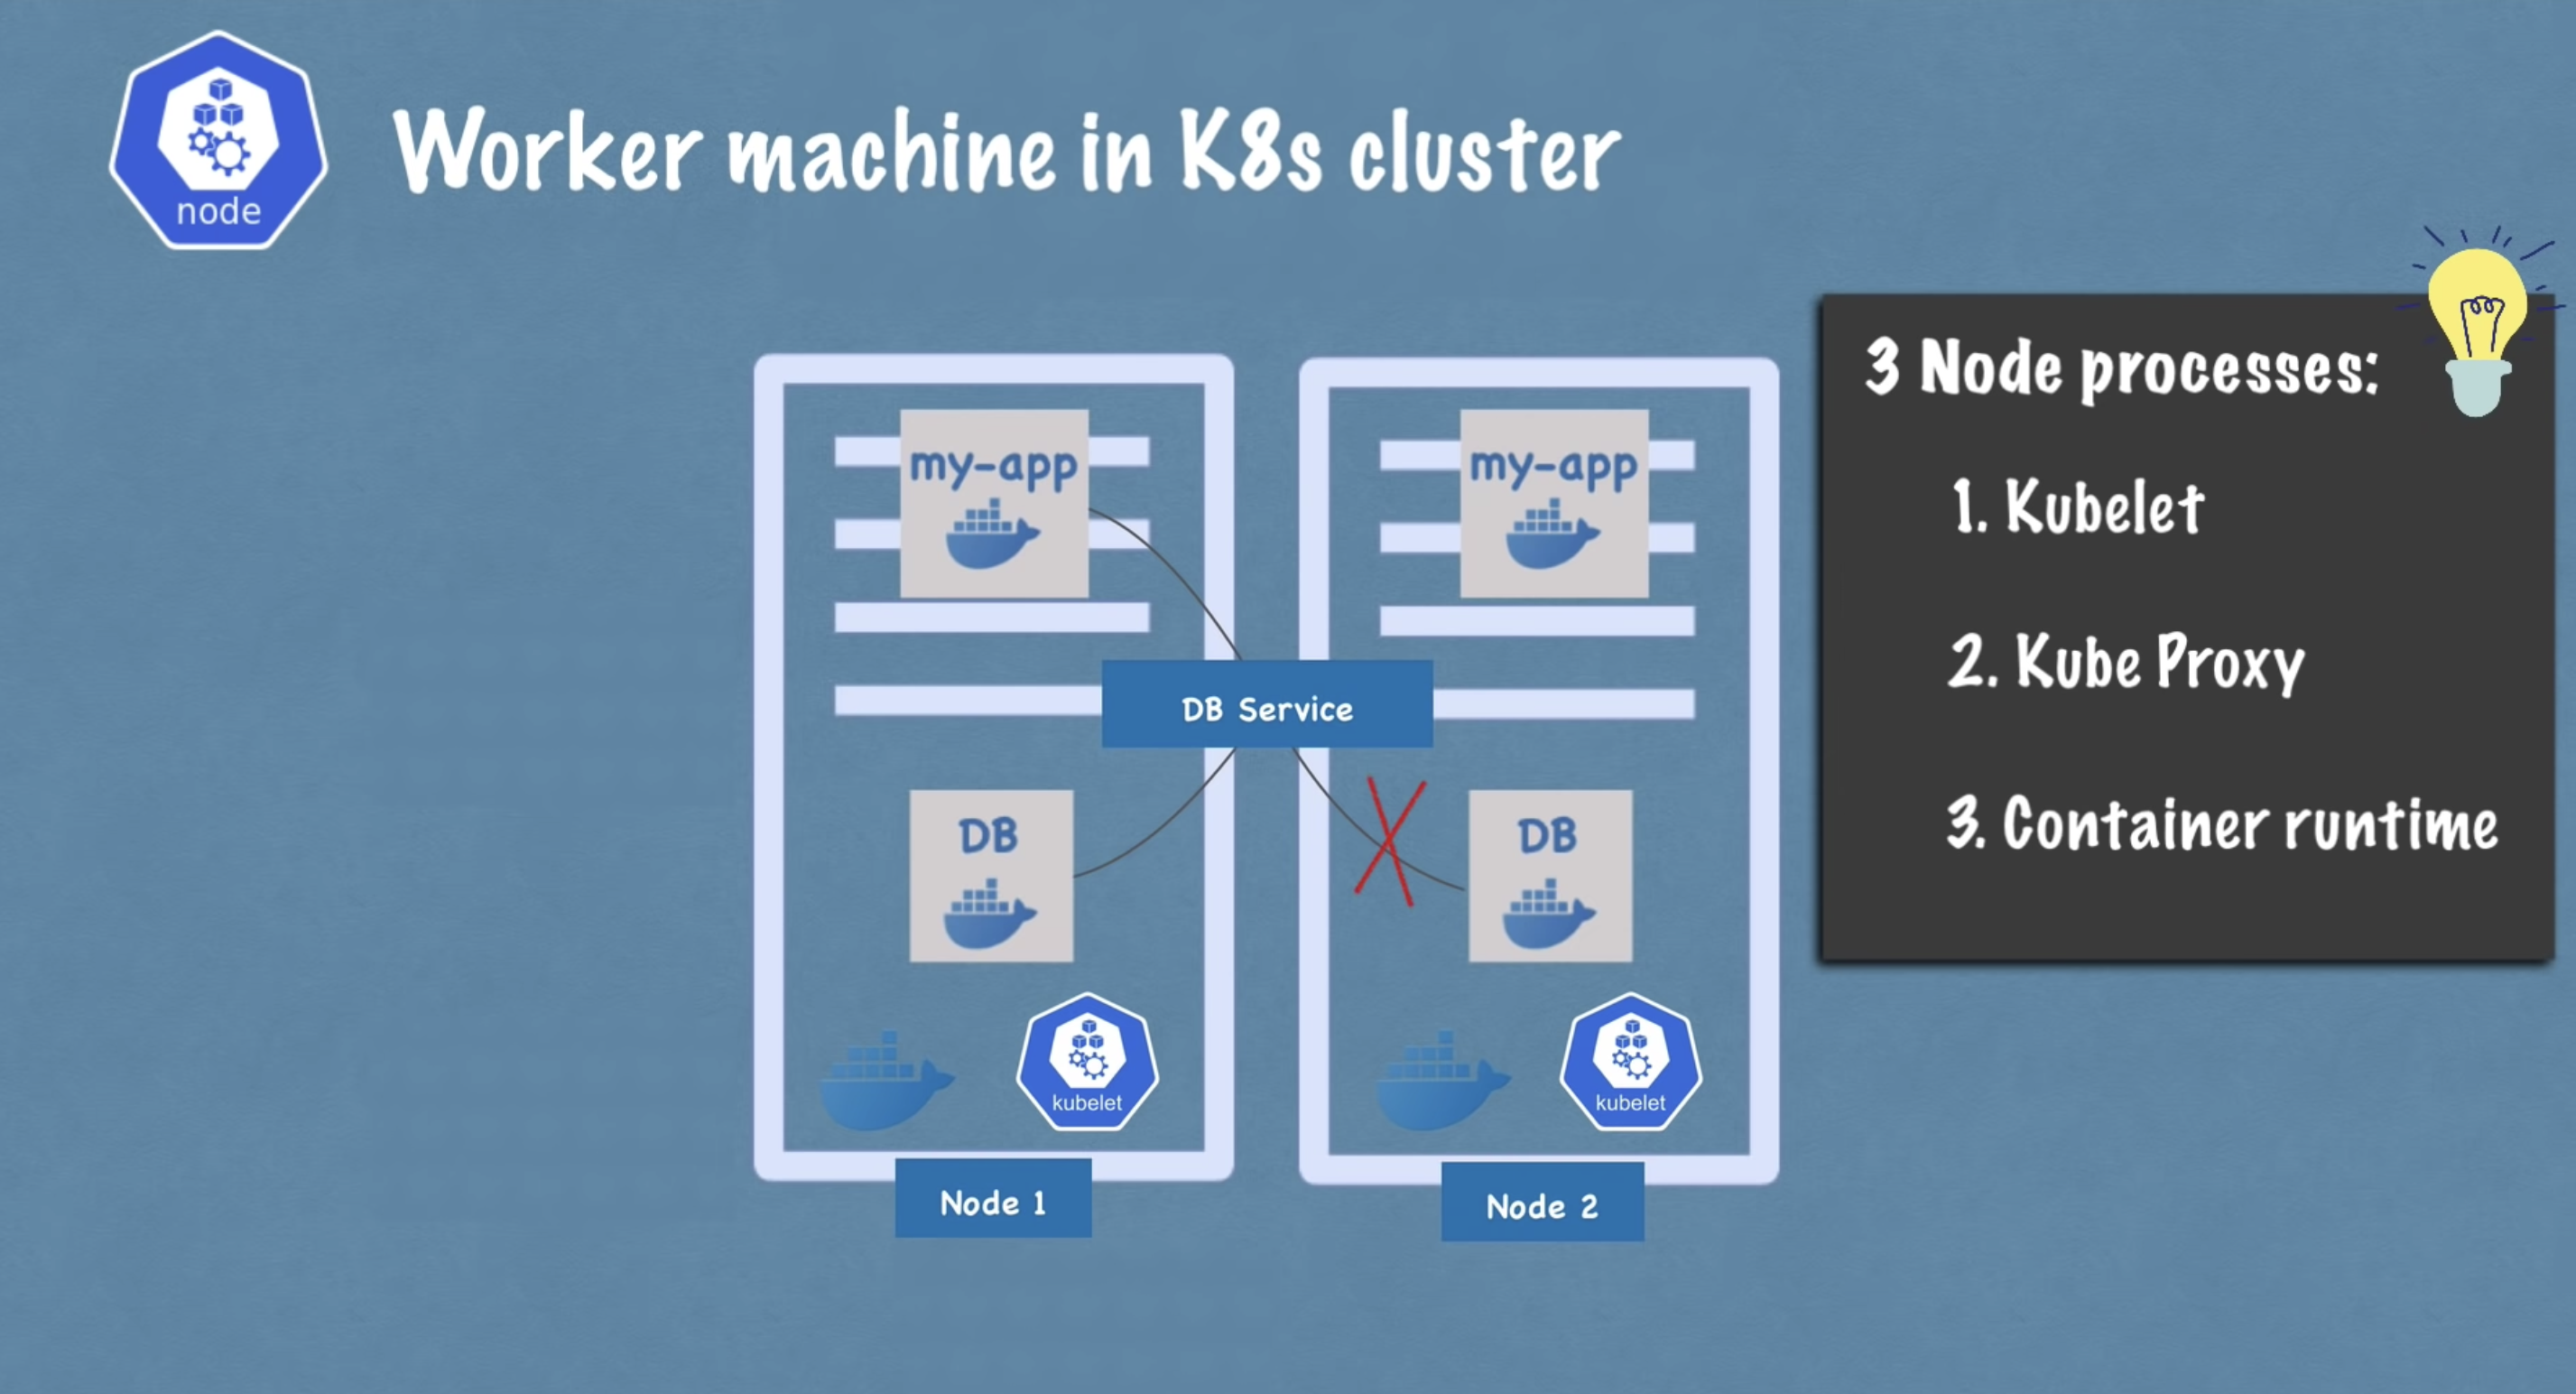 node
Worker machine in K8s cluster
3 Node processes:
1. Kubelet
2. Kube Proxy
3. Container runtime
my-app
my-app
DB Service
DB
DB
kubelet
kubelet
Node 1
Node 2